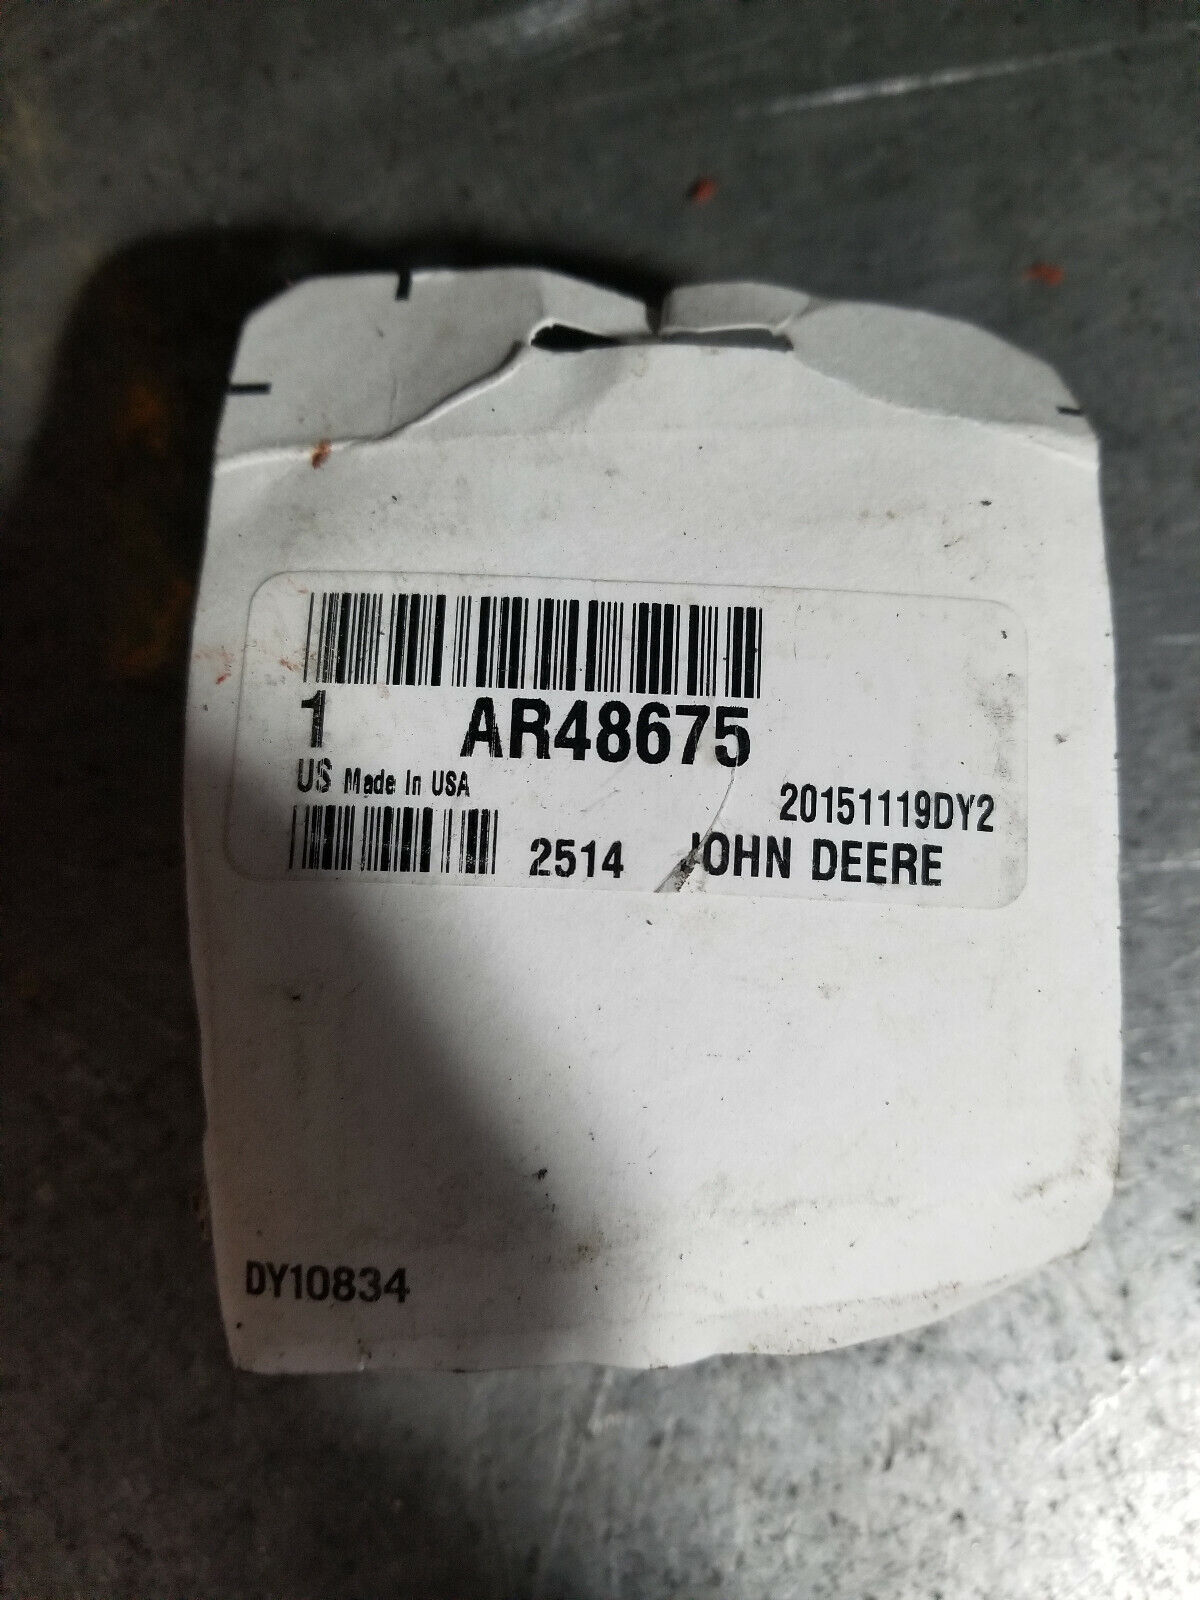 1 AR48675
US Made In USA
20151119DY2
2514 JOHN DEERE
DY10834